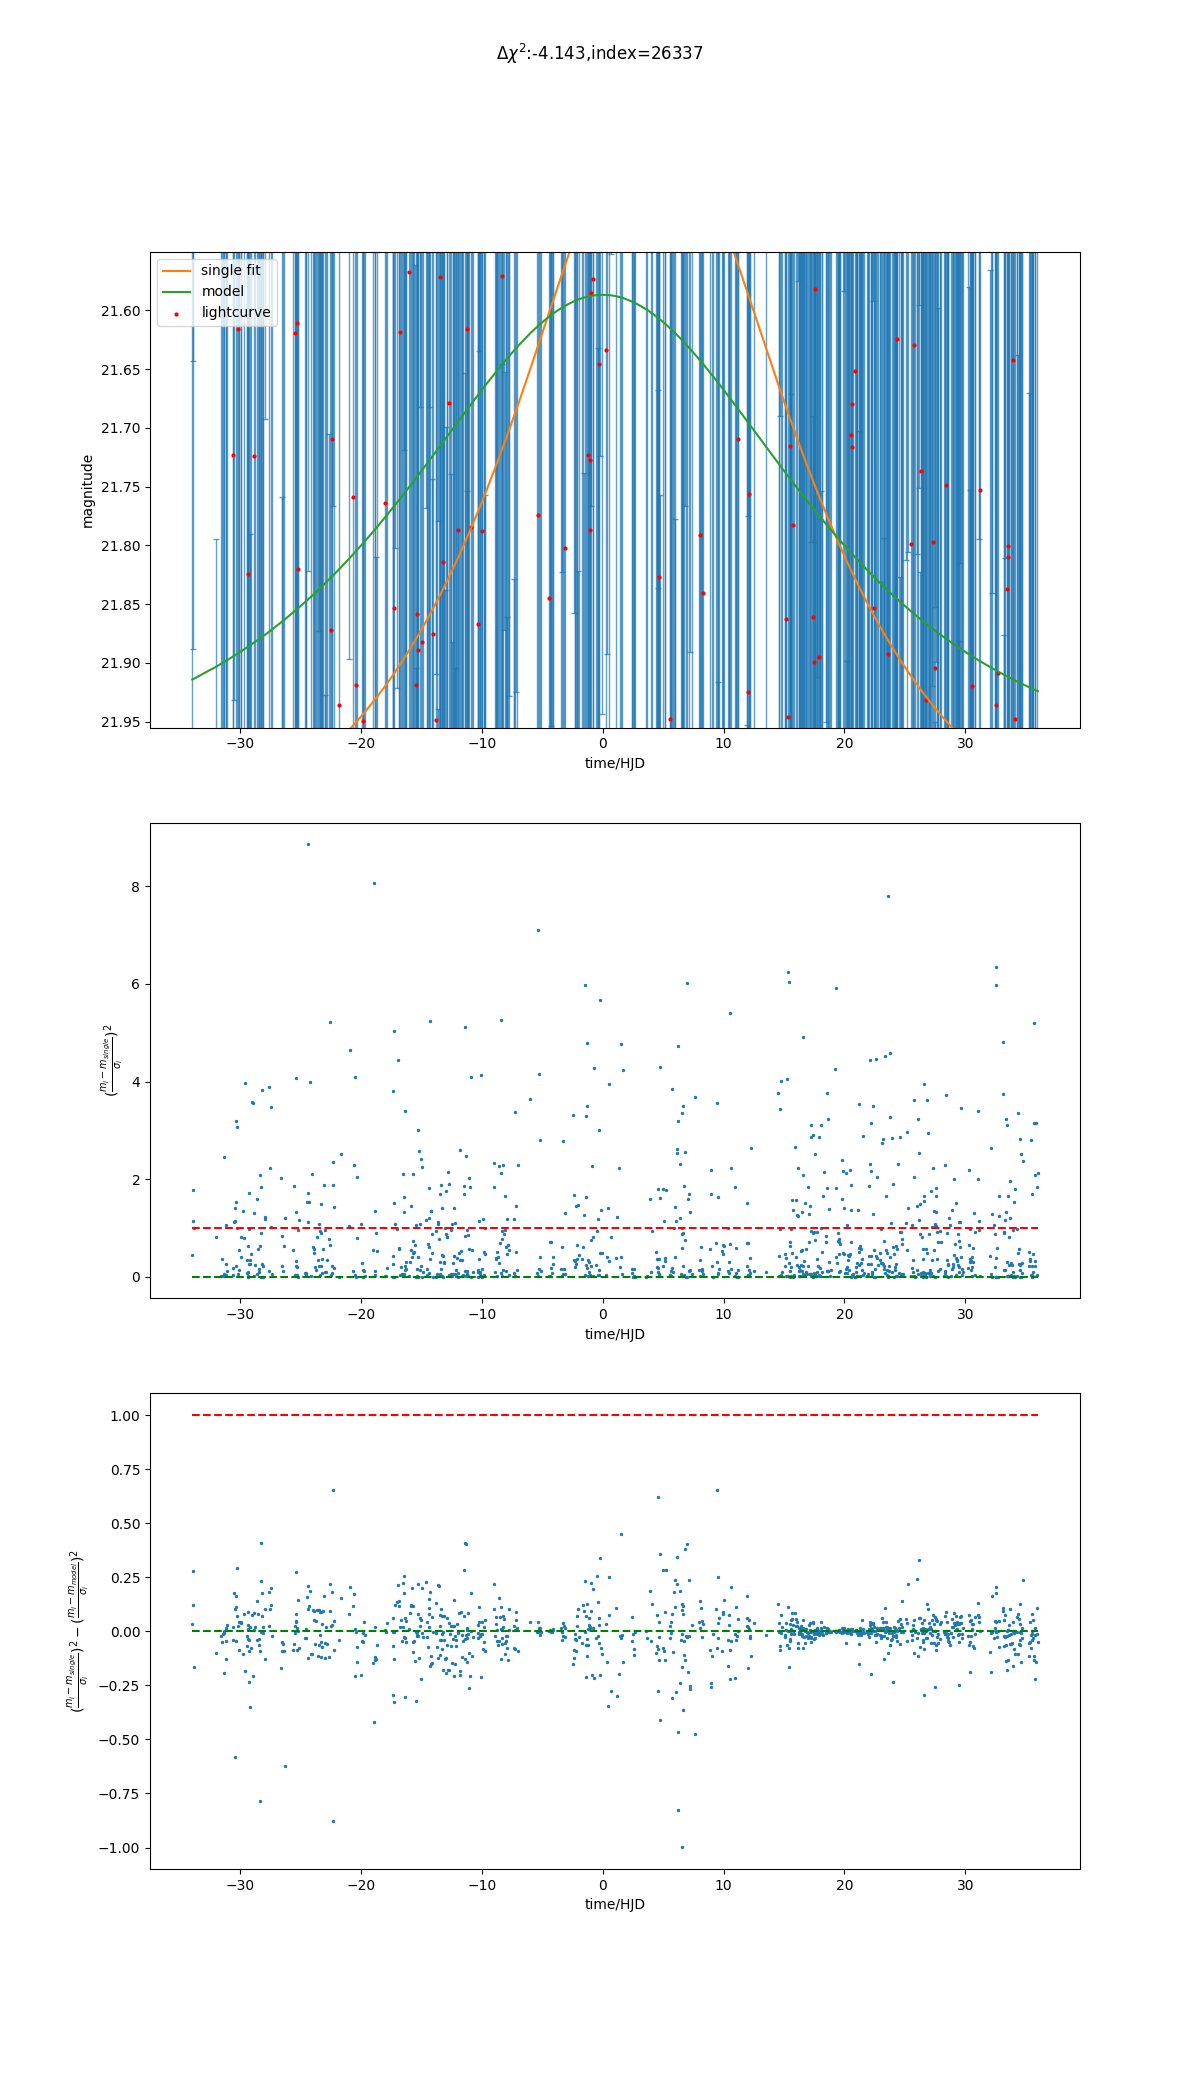 Δχ²:-4.143,index=26337
single fit
model
lightcurve
21.60
21.65
21.70
21.75
21.80
21.85
21.90
21.95
magnitude
−30 −20 −10 0 10 20 30
time/HJD
8
6
4
2
0
(m_i − m_single / σ_i)²
−30 −20 −10 0 10 20 30
time/HJD
1.00
0.75
0.50
0.25
0.00
−0.25
−0.50
−0.75
−1.00
(m_i − m_single / σ_i)² − (m_i − m_model / σ_i)²
−30 −20 −10 0 10 20 30
time/HJD